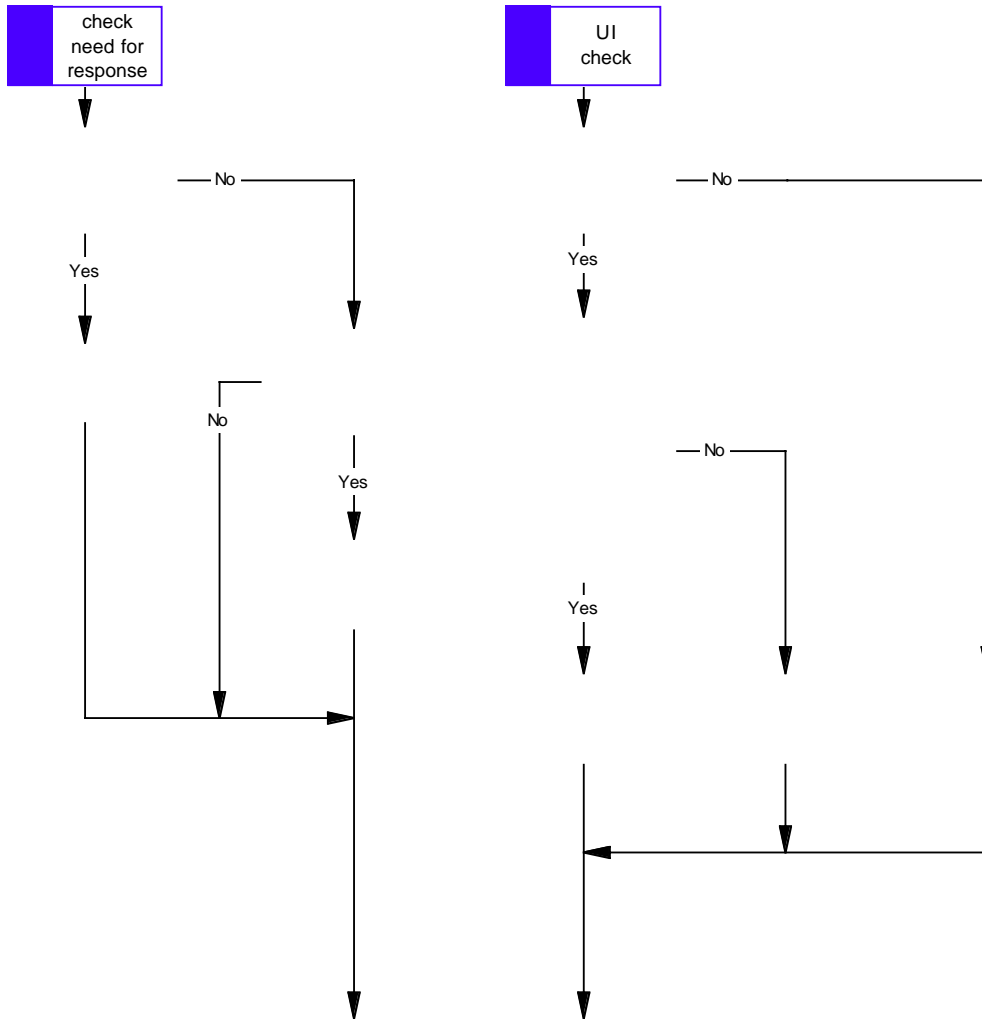 check
need for
response
UI
check
No
No
Yes
Yes
No
No
Yes
Yes